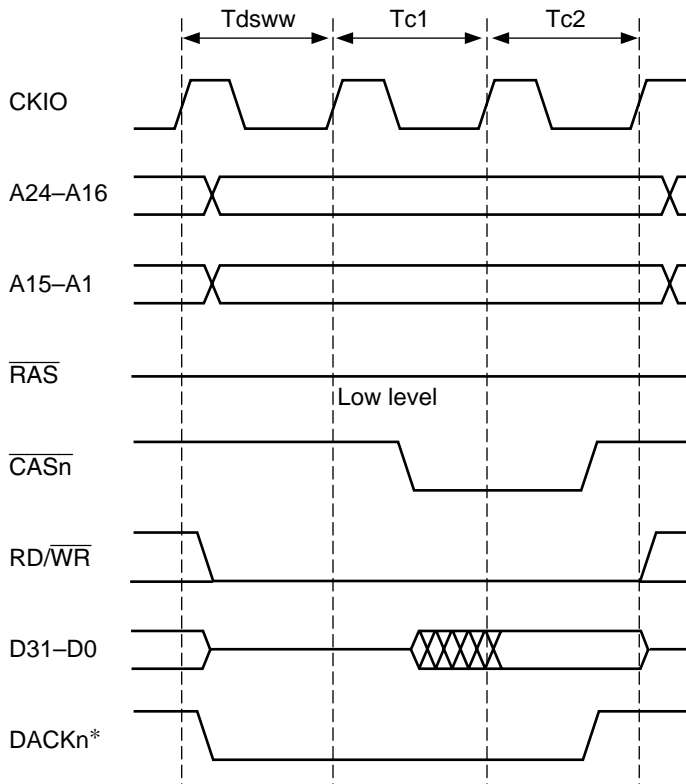 Tdsww Tc1 Tc2
CKIO
A24–A16
A15–A1
RAS
Low level
CASn
RD/WR
D31–D0
DACKn*